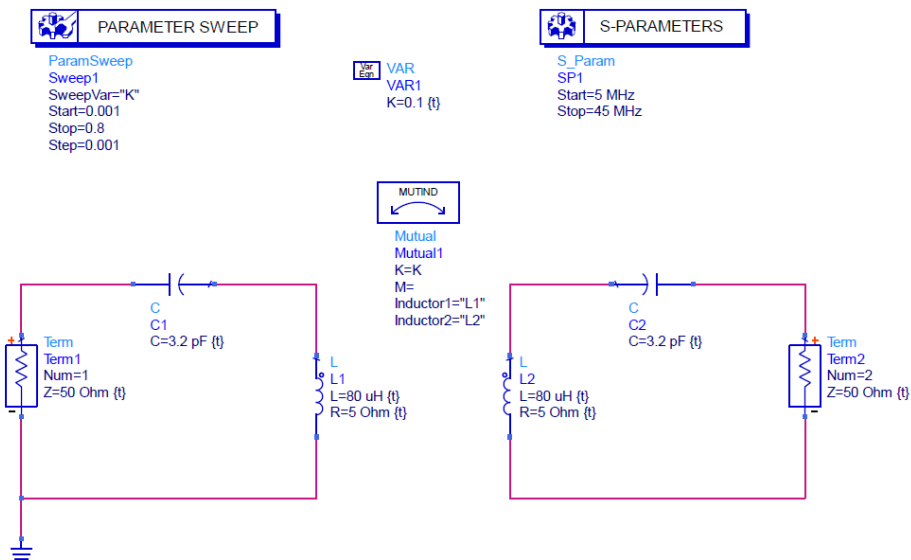 PARAMETER SWEEP
ParamSweep
Sweep1
SweepVar="K"
Start=0.001
Stop=0.8
Step=0.001
Var
Eqn
VAR
VAR1
K=0.1 {t}
S-PARAMETERS
S_Param
SP1
Start=5 MHz
Stop=45 MHz
MUTIND
Mutual
Mutual1
K=K
M=
Inductor1="L1"
Inductor2="L2"
C
C1
C=3.2 pF {t}
+
Term
Term1
Num=1
Z=50 Ohm {t}
-
L
L1
L=80 uH {t}
R=5 Ohm {t}
L
L2
L=80 uH {t}
R=5 Ohm {t}
C
C2
C=3.2 pF {t}
+
Term
Term2
Num=2
Z=50 Ohm {t}
-